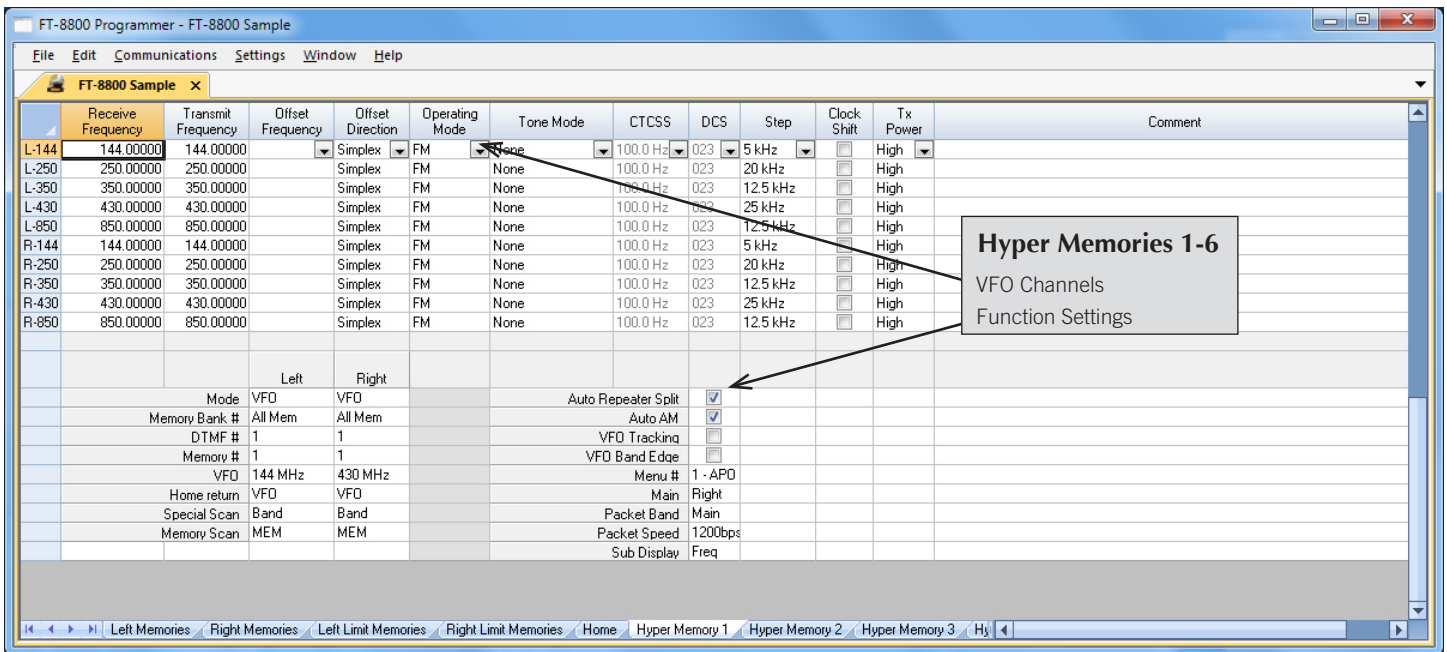 FT-8800 Programmer - FT-8800 Sample
File Edit Communications Settings Window Help
FT-8800 Sample x
Receive Frequency Transmit Frequency Offset Frequency Offset Direction Operating Mode Tone Mode CTCSS DCS Step Clock Shift Tx Power Comment
L-144 144.00000 144.00000 Simplex FM None 100.0 Hz 023 5 kHz High
L-250 250.00000 250.00000 Simplex FM None 100.0 Hz 023 20 kHz High
L-350 350.00000 350.00000 Simplex FM None 100.0 Hz 023 12.5 kHz High
L-430 430.00000 430.00000 Simplex FM None 100.0 Hz 023 25 kHz High
L-850 850.00000 850.00000 Simplex FM None 100.0 Hz 023 12.5 kHz High
R-144 144.00000 144.00000 Simplex FM None 100.0 Hz 023 5 kHz High
R-250 250.00000 250.00000 Simplex FM None 100.0 Hz 023 20 kHz High
R-350 350.00000 350.00000 Simplex FM None 100.0 Hz 023 12.5 kHz High
R-430 430.00000 430.00000 Simplex FM None 100.0 Hz 023 25 kHz High
R-850 850.00000 850.00000 Simplex FM None 100.0 Hz 023 12.5 kHz High
Hyper Memories 1-6
VFO Channels
Function Settings
Left Right
Mode VFO VFO Auto Repeater Split
Memory Bank # All Mem All Mem Auto AM
DTMF # 1 1 VFO Tracking
Memory # 1 1 VFO Band Edge
VFO 144 MHz 430 MHz Menu # 1 - APO
Home return VFO VFO Main Right
Special Scan Band Band Packet Band Main
Memory Scan MEM MEM Packet Speed 1200bps
Sub Display Freq
Left Memories Right Memories Left Limit Memories Right Limit Memories Home Hyper Memory 1 Hyper Memory 2 Hyper Memory 3 Hy